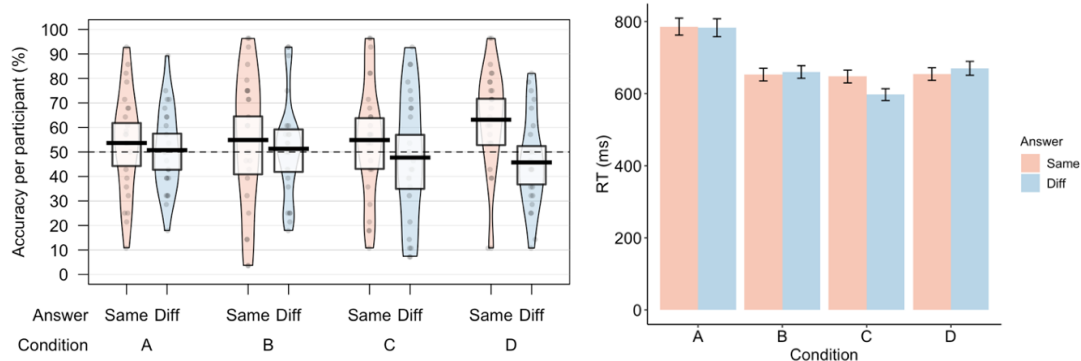 Accuracy per participant (%)
100
90
80
70
60
50
40
30
20
10
0
Answer Same Diff Same Diff Same Diff Same Diff
Condition A B C D
RT (ms)
800
600
400
200
0
A B C D
Condition
Answer
Same
Diff